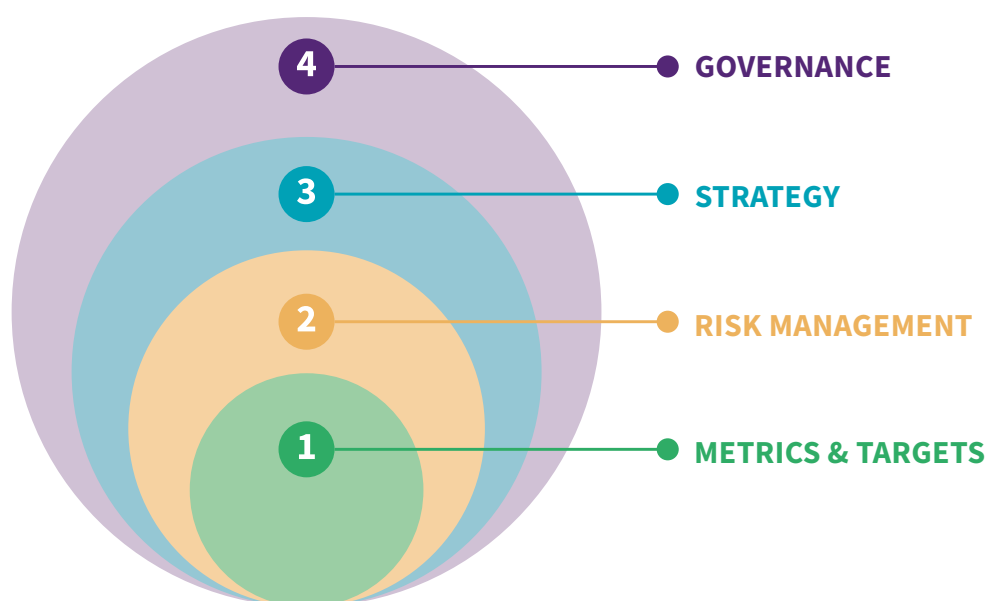 4 GOVERNANCE
3 STRATEGY
2 RISK MANAGEMENT
1 METRICS & TARGETS